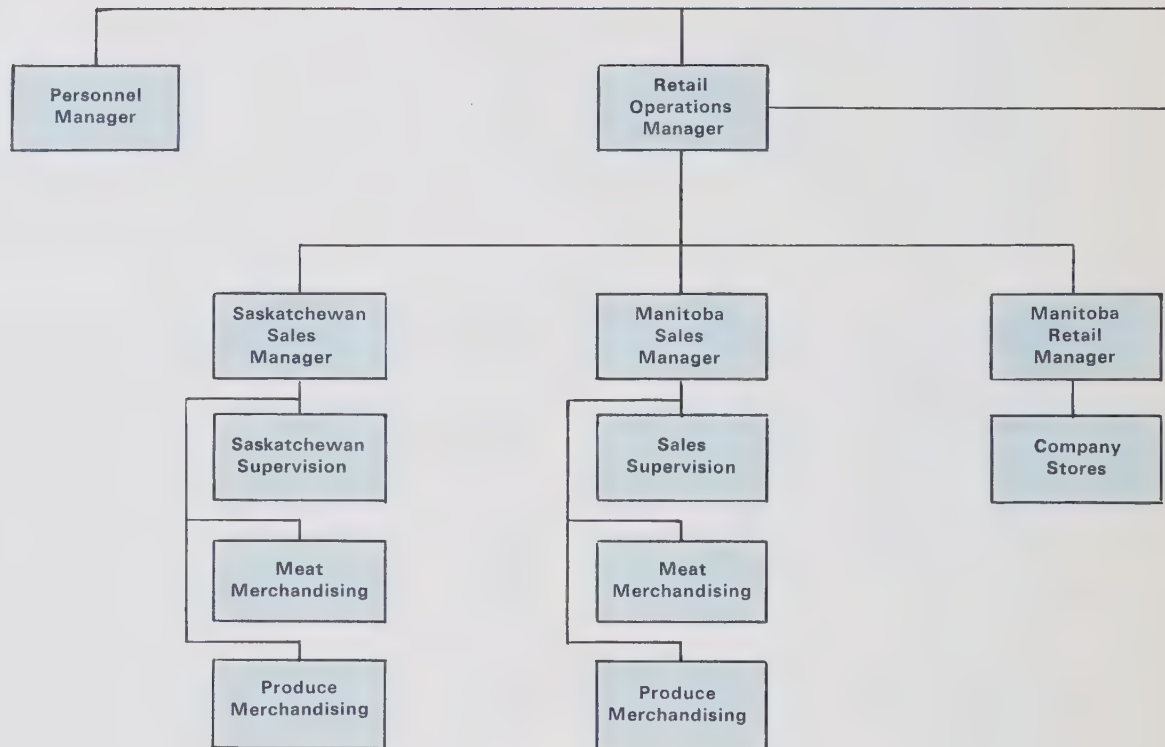 Personnel
Manager
Retail
Operations
Manager
Saskatchewan
Sales
Manager
Manitoba
Sales
Manager
Manitoba
Retail
Manager
Saskatchewan
Supervision
Sales
Supervision
Company
Stores
Meat
Merchandising
Meat
Merchandising
Produce
Merchandising
Produce
Merchandising